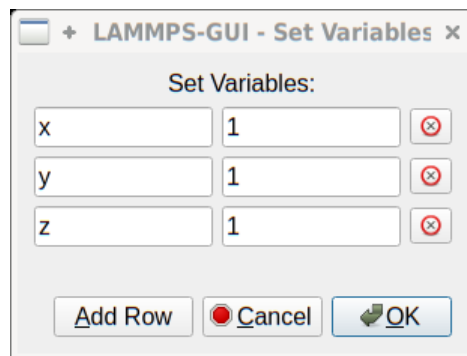 LAMMPS-GUI - Set Variables
Set Variables:
x 1
y 1
z 1
Add Row Cancel OK